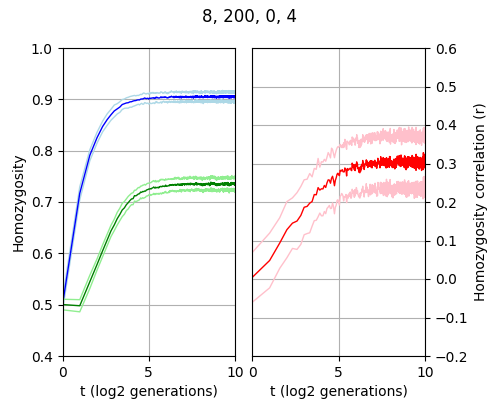 8, 200, 0, 4
Homozygosity
1.0
0.9
0.8
0.7
0.6
0.5
0.4
0 5 10
t (log2 generations)
0 5 10
t (log2 generations)
0.6
0.5
0.4
0.3
0.2
0.1
0.0
−0.1
−0.2
Homozygosity correlation (r)